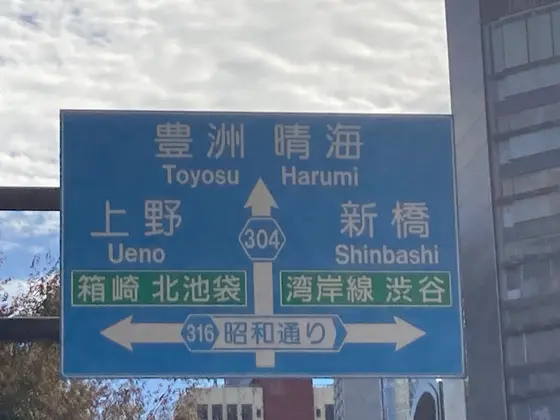 豊洲 晴海
Toyosu Harumi
上野 新橋
Ueno Shinbashi
304
箱崎 北池袋 湾岸線 渋谷
316 昭和通り